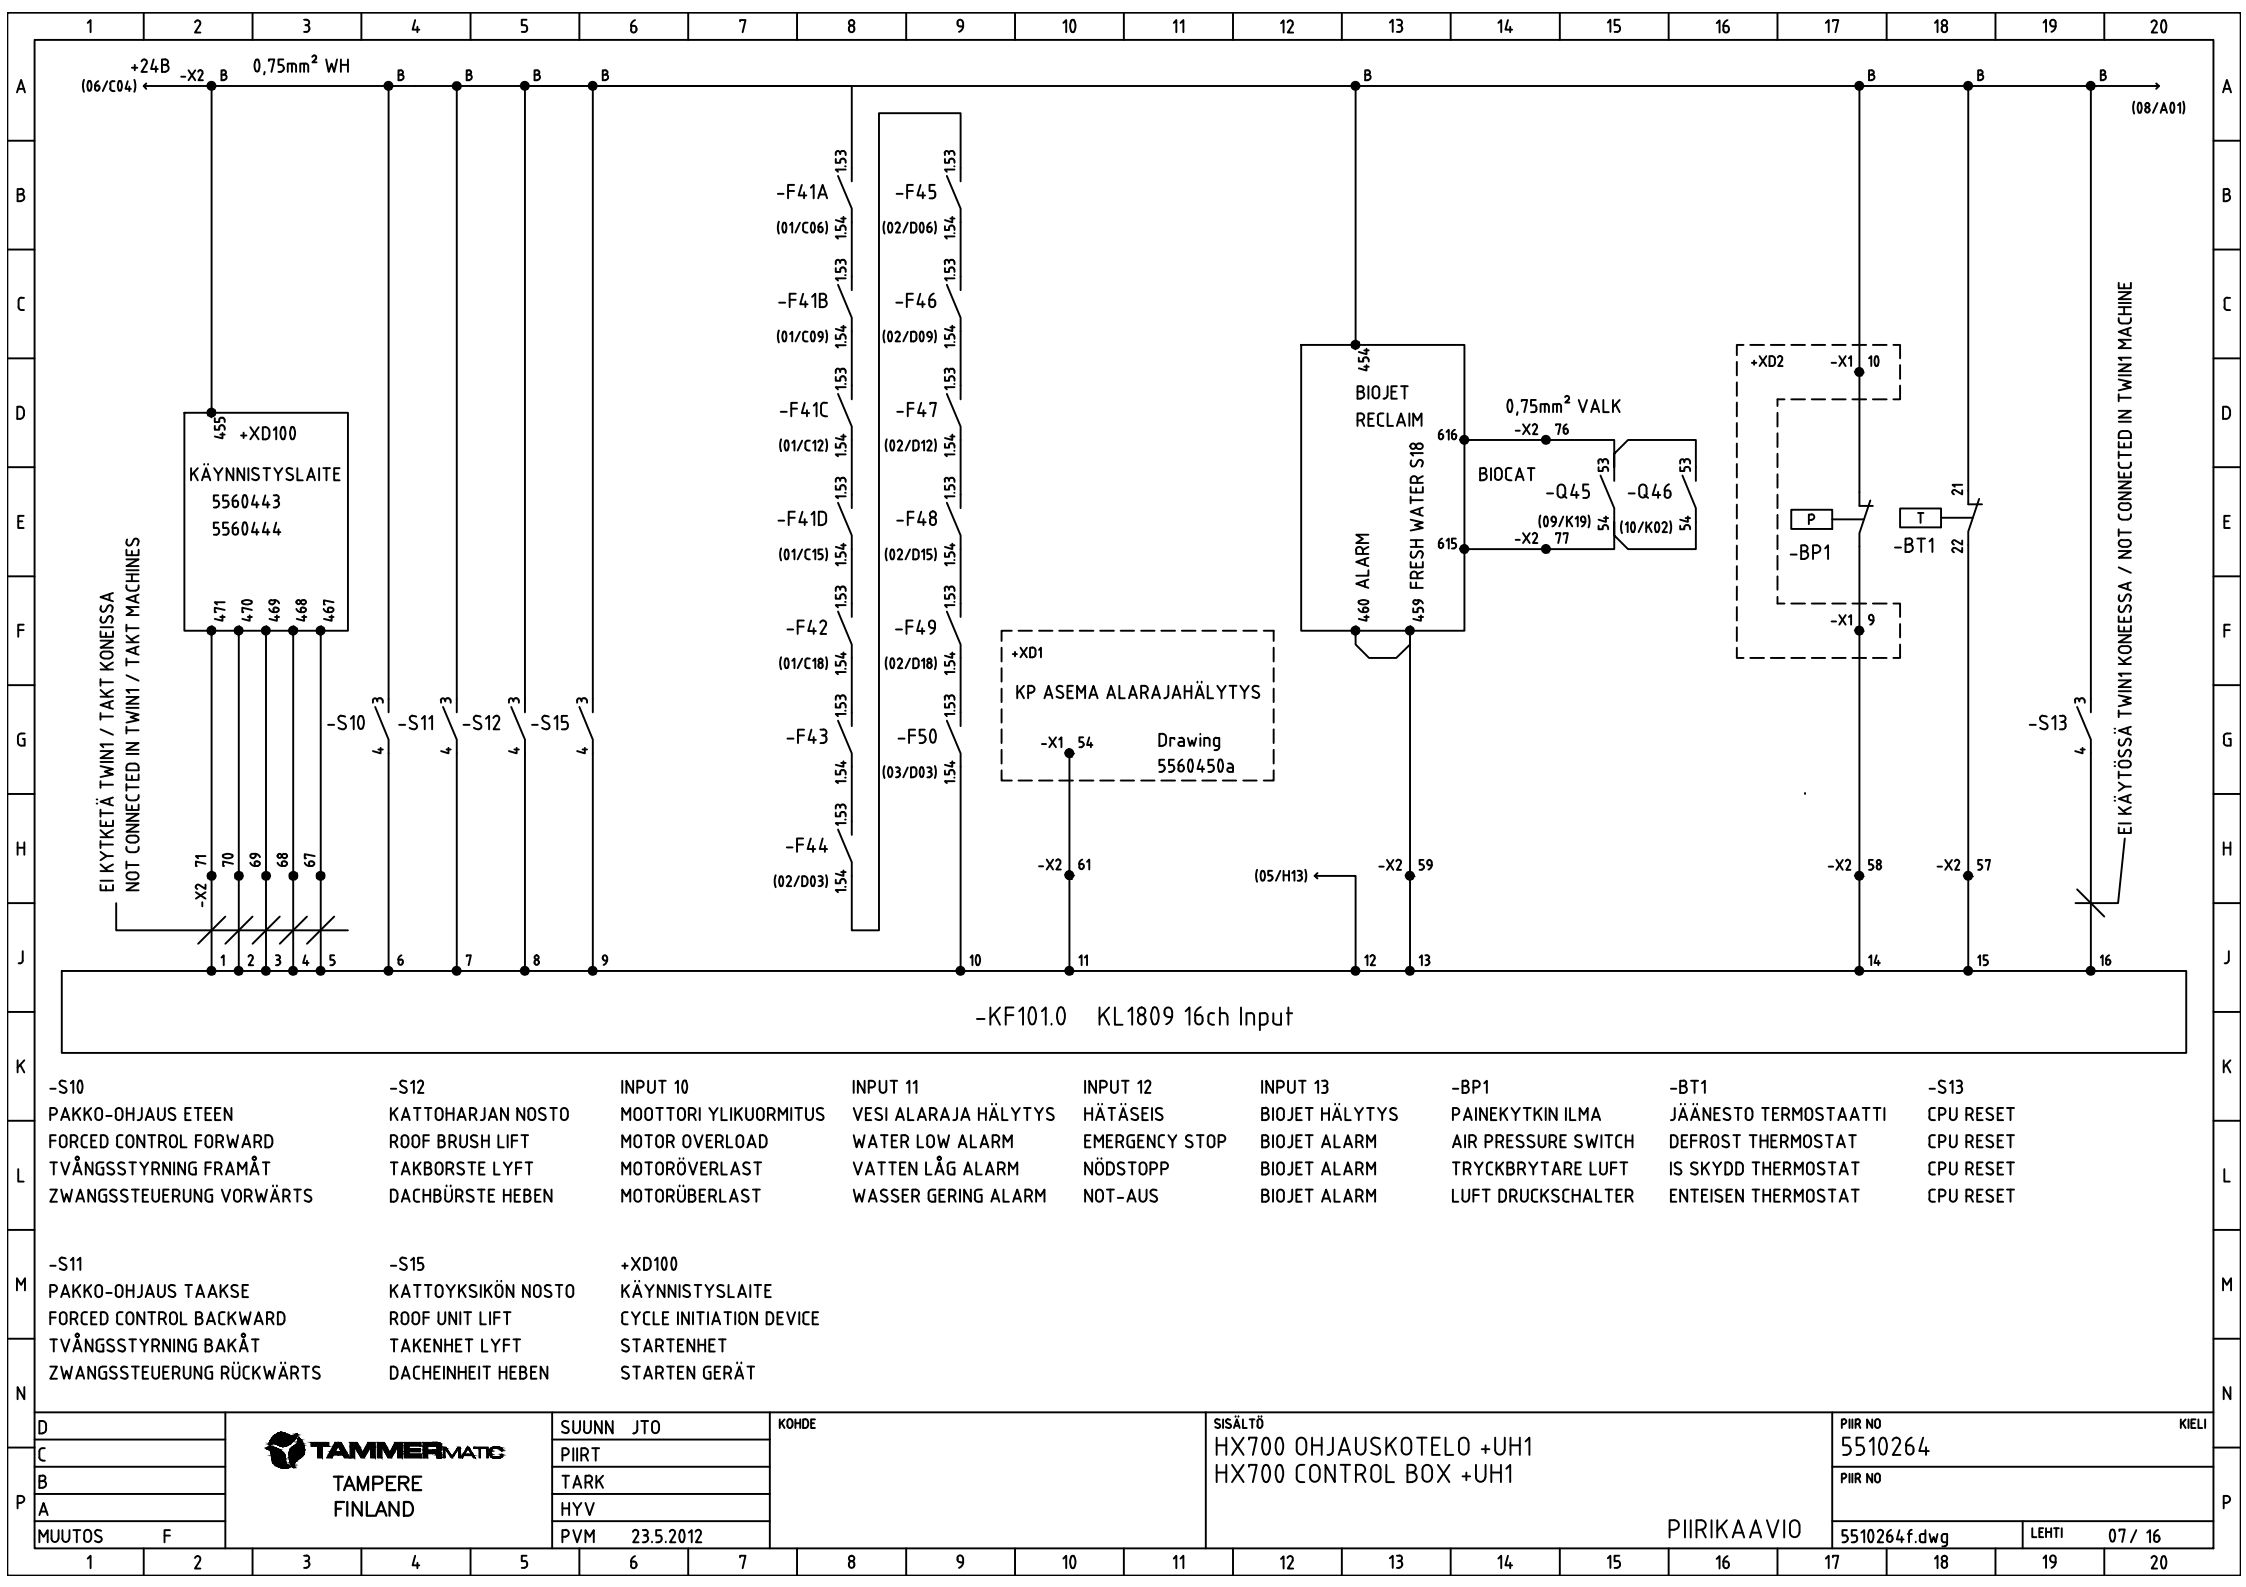 1 2 3 4 5 6 7 8 9 10 11 12 13 14 15 16 17 18 19 20
+24B -X2 B 0,75mm² WH
(06/C04)
B B B B B B B B
(08/A01)
A A
B B
C C
D D
E E
F F
G G
H H
J J
K K
L L
M M
N N
P P
455 +XD100
KÄYNNISTYSLAITE
5560443
5560444
471 470 469 468 467
EI KYTKETÄ TWIN1 / TAKT KONEISSA
NOT CONNECTED IN TWIN1 / TAKT MACHINES
-X2 71 70 69 68 67
-S10 3 4
-S11 3 4
-S12 3 4
-S15 3 4
-F41A 1.53 1.54
(01/C06)
-F41B 1.53 1.54
(01/C09)
-F41C 1.53 1.54
(01/C12)
-F41D 1.53 1.54
(01/C15)
-F42 1.53 1.54
(01/C18)
-F43 1.53 1.54
-F44 1.53 1.54
(02/D03)
-F45 1.53 1.54
(02/D06)
-F46 1.53 1.54
(02/D09)
-F47 1.53 1.54
(02/D12)
-F48 1.53 1.54
(02/D15)
-F49 1.53 1.54
(02/D18)
-F50 1.53 1.54
(03/D03)
+XD1
KP ASEMA ALARAJAHÄLYTYS
-X1 54
Drawing
5560450a
-X2 61
454
BIOJET
RECLAIM
460 ALARM
459 FRESH WATER S18
616
615
0,75mm² VALK
-X2 76
BIOCAT
-Q45 53 54
(09/K19)
-Q46 53 54
(10/K02)
-X2 77
(05/H13)
-X2 59
+XD2
-X1 10
P
-BP1
-X1 9
-X2 58
T
-BT1 21 22
-X2 57
-S13 3 4
EI KÄYTÖSSÄ TWIN1 KONEESSA / NOT CONNECTED IN TWIN1 MACHINE
1 2 3 4 5 6 7 8 9 10 11 12 13 14 15 16
-KF101.0 KL1809 16ch Input
-S10
PAKKO-OHJAUS ETEEN
FORCED CONTROL FORWARD
TVÅNGSSTYRNING FRAMÅT
ZWANGSSTEUERUNG VORWÄRTS
-S12
KATTOHARJAN NOSTO
ROOF BRUSH LIFT
TAKBORSTE LYFT
DACHBÜRSTE HEBEN
INPUT 10
MOOTTORI YLIKUORMITUS
MOTOR OVERLOAD
MOTORÖVERLAST
MOTORÜBERLAST
INPUT 11
VESI ALARAJA HÄLYTYS
WATER LOW ALARM
VATTEN LÅG ALARM
WASSER GERING ALARM
INPUT 12
HÄTÄSEIS
EMERGENCY STOP
NÖDSTOPP
NOT-AUS
INPUT 13
BIOJET HÄLYTYS
BIOJET ALARM
BIOJET ALARM
BIOJET ALARM
-BP1
PAINEKYTKIN ILMA
AIR PRESSURE SWITCH
TRYCKBRYTARE LUFT
LUFT DRUCKSCHALTER
-BT1
JÄÄNESTO TERMOSTAATTI
DEFROST THERMOSTAT
IS SKYDD THERMOSTAT
ENTEISEN THERMOSTAT
-S13
CPU RESET
CPU RESET
CPU RESET
CPU RESET
-S11
PAKKO-OHJAUS TAAKSE
FORCED CONTROL BACKWARD
TVÅNGSSTYRNING BAKÅT
ZWANGSSTEUERUNG RÜCKWÄRTS
-S15
KATTOYKSIKÖN NOSTO
ROOF UNIT LIFT
TAKENHET LYFT
DACHEINHEIT HEBEN
+XD100
KÄYNNISTYSLAITE
CYCLE INITIATION DEVICE
STARTENHET
STARTEN GERÄT
D
C
B
A
MUUTOS F
TAMMERMATIC
TAMPERE
FINLAND
SUUNN JTO
PIIRT
TARK
HYV
PVM 23.5.2012
KOHDE
SISÄLTÖ
HX700 OHJAUSKOTELO +UH1
HX700 CONTROL BOX +UH1
PIIRIKAAVIO
PIIR NO KIELI
5510264
PIIR NO
5510264f.dwg LEHTI 07/ 16
1 2 3 4 5 6 7 8 9 10 11 12 13 14 15 16 17 18 19 20